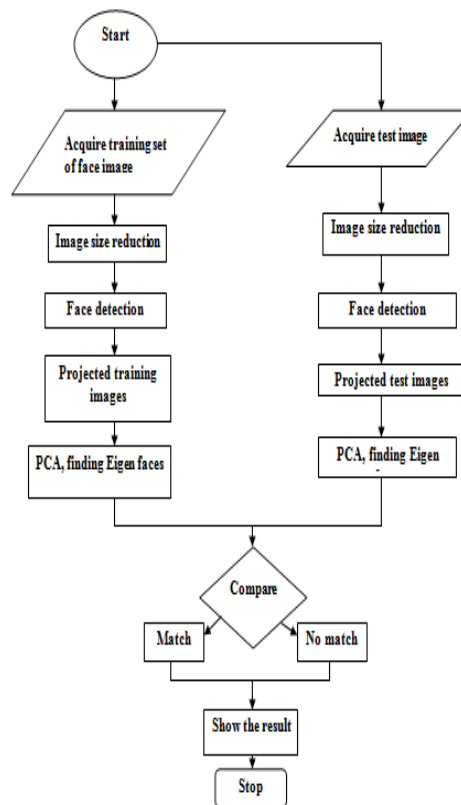 Start
Acquire training set
of face image
Image size reduction
Face detection
Projected training
images
PCA, finding Eigen faces
Acquire test image
Image size reduction
Face detection
Projected test images
PCA, finding Eigen
Compare
Match
No match
Show the result
Stop